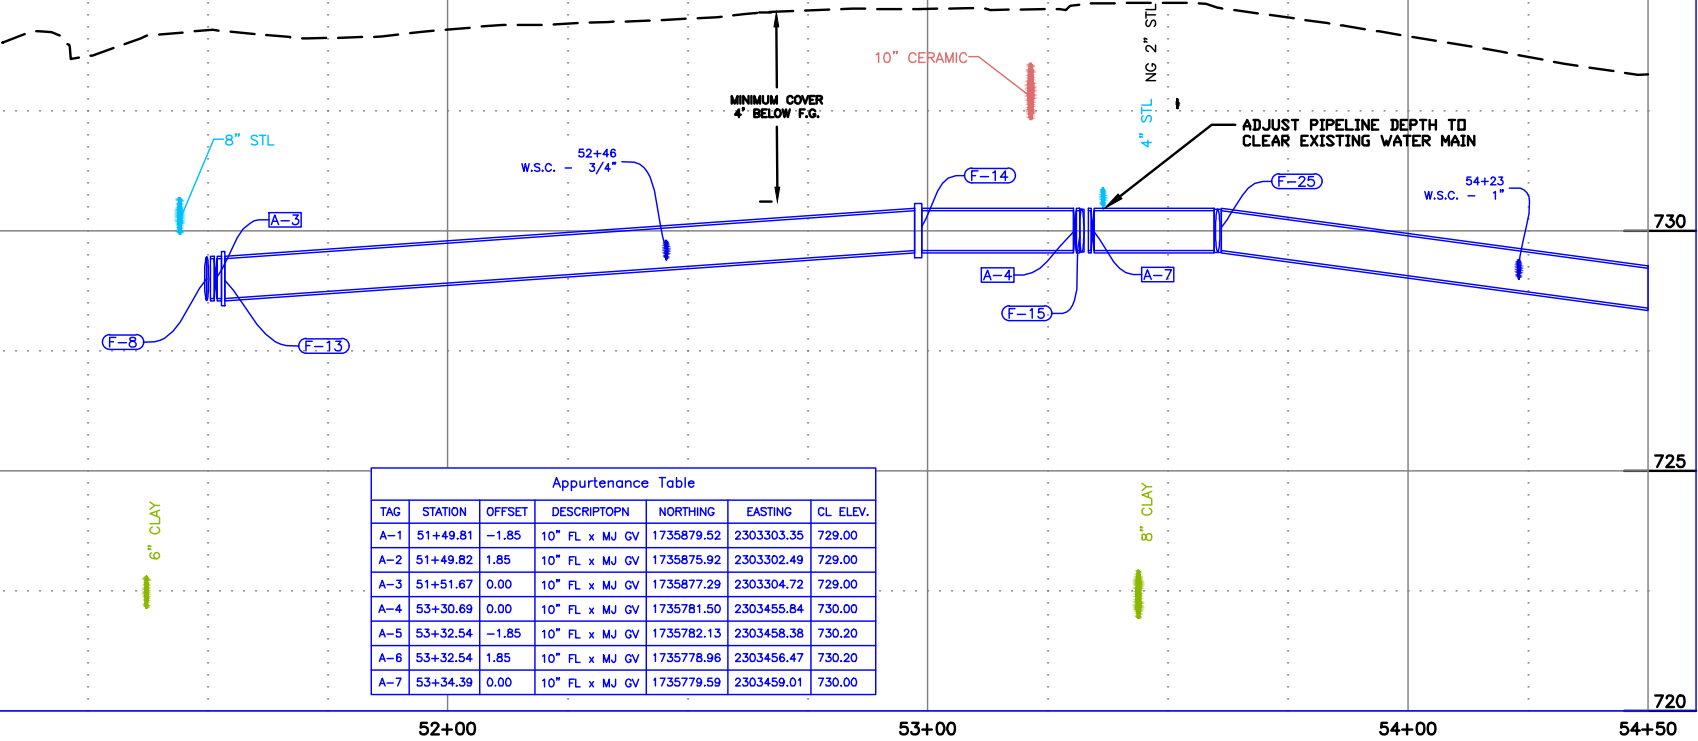 10" CERAMIC
NG 2" STL
4" STL
MINIMUM COVER
4' BELOW F.G.
ADJUST PIPELINE DEPTH TO
CLEAR EXISTING WATER MAIN
8" STL
52+46
W.S.C. - 3/4"
F-14
F-25
54+23
W.S.C. - 1"
A-3
730
A-4
A-7
F-15
F-8
F-13
725
6" CLAY
8" CLAY
Appurtenance Table
TAG STATION OFFSET DESCRIPTOPN NORTHING EASTING CL ELEV.
A-1 51+49.81 -1.85 10" FL x MJ GV 1735879.52 2303303.35 729.00
A-2 51+49.82 1.85 10" FL x MJ GV 1735875.92 2303302.49 729.00
A-3 51+51.67 0.00 10" FL x MJ GV 1735877.29 2303304.72 729.00
A-4 53+30.69 0.00 10" FL x MJ GV 1735781.50 2303455.84 730.00
A-5 53+32.54 -1.85 10" FL x MJ GV 1735782.13 2303458.38 730.20
A-6 53+32.54 1.85 10" FL x MJ GV 1735778.96 2303456.47 730.20
A-7 53+34.39 0.00 10" FL x MJ GV 1735779.59 2303459.01 730.00
720
52+00 53+00 54+00 54+50